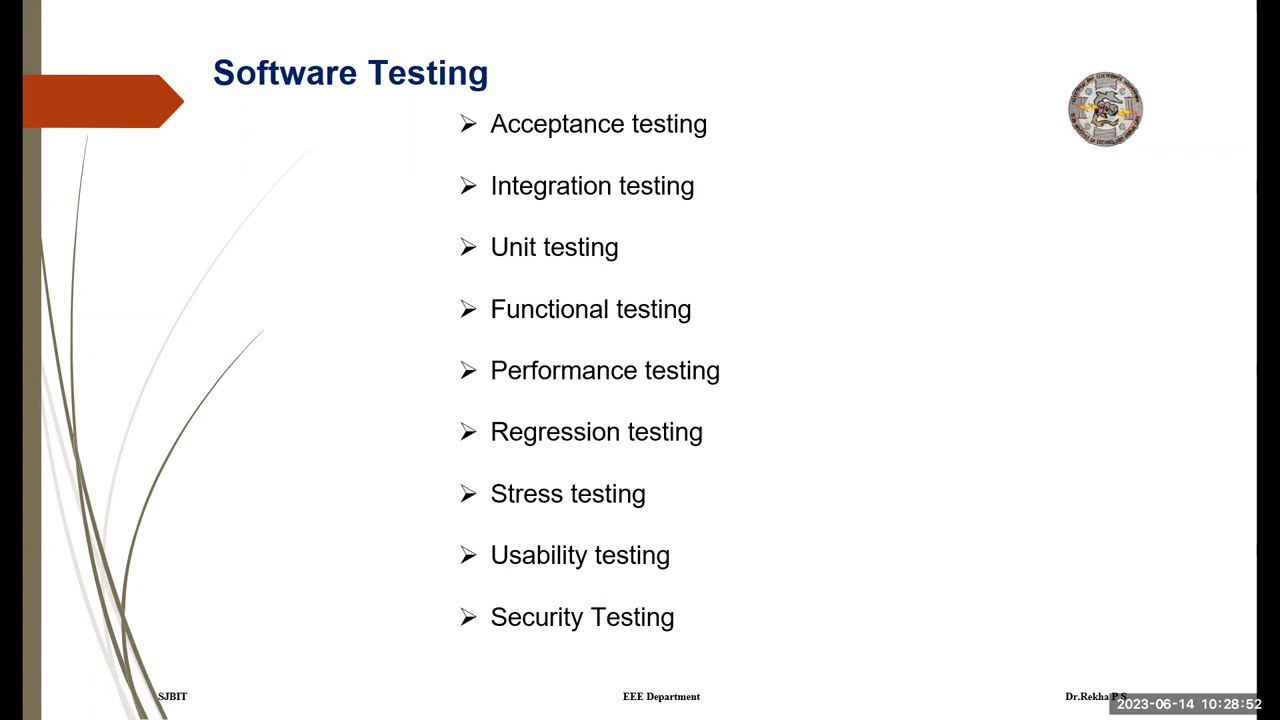 Software Testing
➢ Acceptance testing
➢ Integration testing
➢ Unit testing
➢ Functional testing
➢ Performance testing
➢ Regression testing
➢ Stress testing
➢ Usability testing
➢ Security Testing
SJBIT
EEE Department
Dr.Rekha P S
2023-06-14 10:28:52